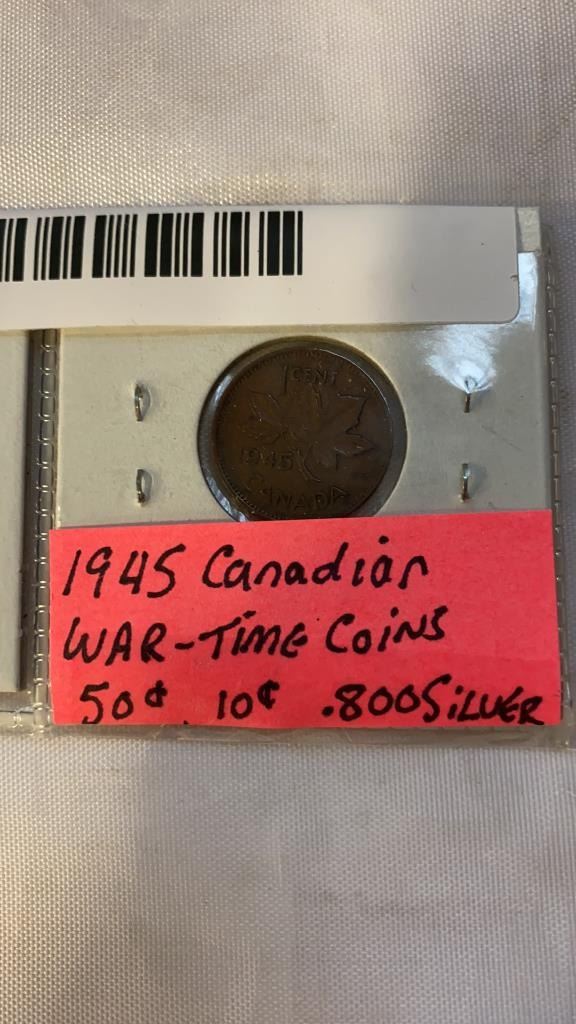 1 CENT
1945
CANADA
1945 Canadian
WAR-TIME COINS
50¢ 10¢ .800 SILVER